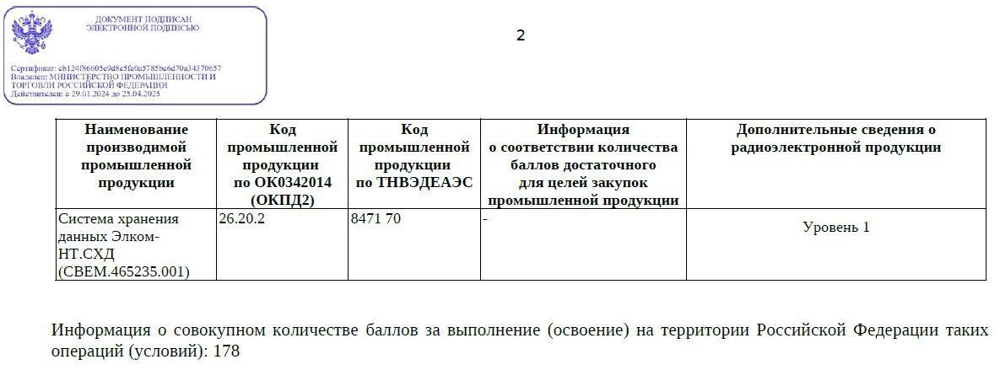 ДОКУМЕНТ ПОДПИСАН
ЭЛЕКТРОННОЙ ПОДПИСЬЮ
Сертификат: eb124f86605e9d8e5fa0a5785bc6d70a34370657
Владелец: МИНИСТЕРСТВО ПРОМЫШЛЕННОСТИ И
ТОРГОВЛИ РОССИЙСКОЙ ФЕДЕРАЦИИ
Действителен: с 29.01.2024 до 25.04.2025
2
Наименование
производимой
промышленной
продукции
Код
промышленной
продукции
по ОК0342014
(ОКПД2)
Код
промышленной
продукции
по ТНВЭДЕАЭС
Информация
о соответствии количества
баллов достаточного
для целей закупок
промышленной продукции
Дополнительные сведения о
радиоэлектронной продукции
Система хранения
данных Элком-
НТ.СХД
(СВЕМ.465235.001)
26.20.2
8471 70
-
Уровень 1
Информация о совокупном количестве баллов за выполнение (освоение) на территории Российской Федерации таких
операций (условий): 178